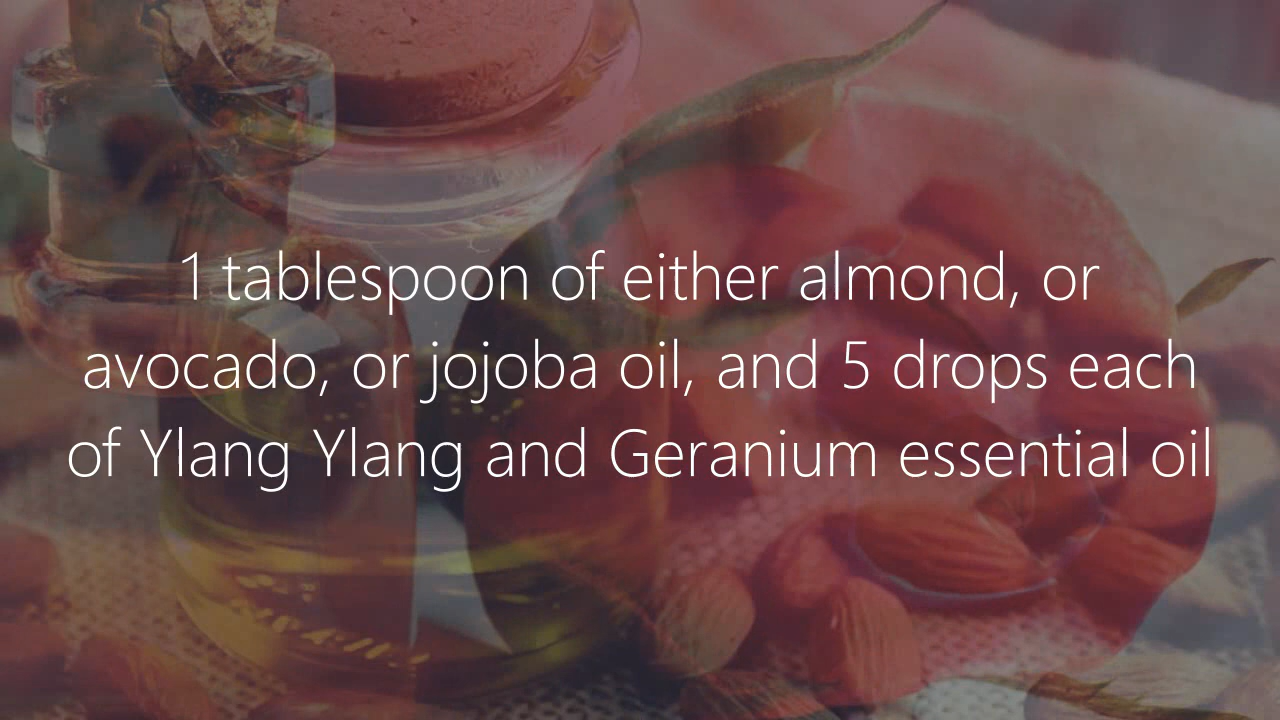 1 tablespoon of either almond, or
avocado, or jojoba oil, and 5 drops each
of Ylang Ylang and Geranium essential oil